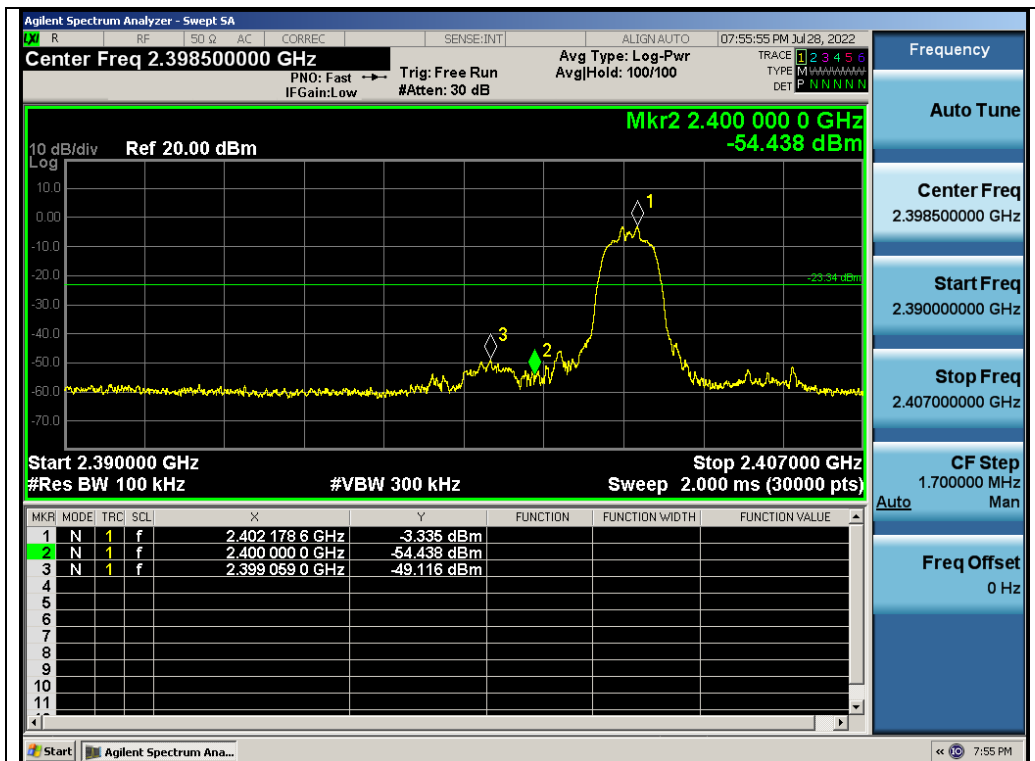 Agilent Spectrum Analyzer - Swept SA
LXI R RF 50 Ω AC CORREC SENSE:INT ALIGN AUTO 07:55:55 PM Jul 28, 2022
Center Freq 2.398500000 GHz
PNO: Fast
IFGain:Low
Trig: Free Run
#Atten: 30 dB
Avg Type: Log-Pwr
Avg|Hold: 100/100
TRACE 1 2 3 4 5 6
TYPE M W W W W W
DET P N N N N N
Mkr2 2.400 000 0 GHz
-54.438 dBm
10 dB/div Ref 20.00 dBm
Log
10.0
0.00
-10.0
-20.0
-30.0
-40.0
-50.0
-60.0
-70.0
1
-23.34 dBm
3
2
Start 2.390000 GHz Stop 2.407000 GHz
#Res BW 100 kHz #VBW 300 kHz Sweep 2.000 ms (30000 pts)
MKR MODE TRC SCL X Y FUNCTION FUNCTION WIDTH FUNCTION VALUE
1 N 1 f 2.402 178 6 GHz -3.335 dBm
2 N 1 f 2.400 000 0 GHz -54.438 dBm
3 N 1 f 2.399 059 0 GHz -49.116 dBm
4
5
6
7
8
9
10
11
Frequency
Auto Tune
Center Freq
2.398500000 GHz
Start Freq
2.390000000 GHz
Stop Freq
2.407000000 GHz
CF Step
1.700000 MHz
Auto Man
Freq Offset
0 Hz
Start Agilent Spectrum Ana... « 7:55 PM